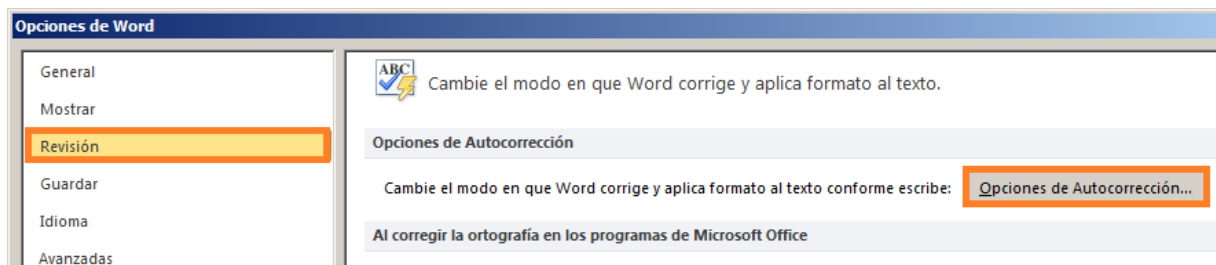 Opciones de Word
General
Mostrar
Revisión
Guardar
Idioma
Avanzadas
ABC
Cambie el modo en que Word corrige y aplica formato al texto.
Opciones de Autocorrección
Cambie el modo en que Word corrige y aplica formato al texto conforme escribe: Opciones de Autocorrección...
Al corregir la ortografía en los programas de Microsoft Office